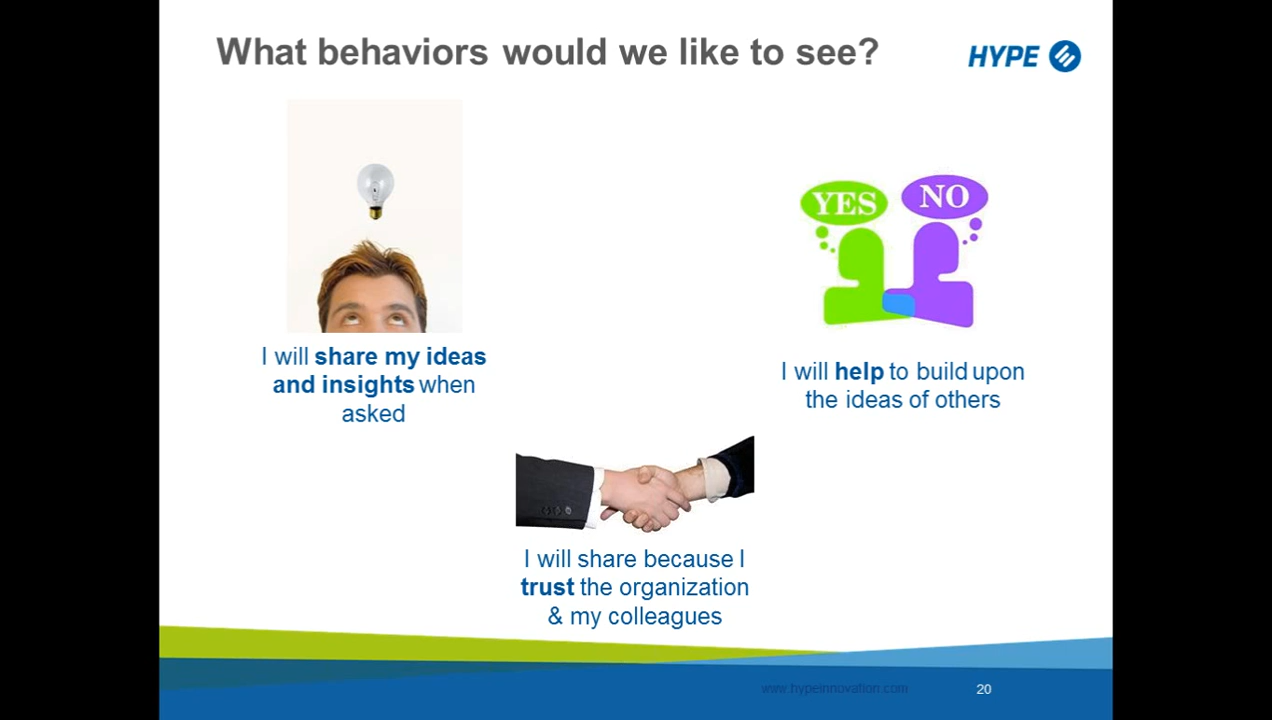 What behaviors would we like to see?
HYPE
YES
NO
I will share my ideas
and insights when
asked
I will help to build upon
the ideas of others
I will share because I
trust the organization
& my colleagues
www.hypeinnovation.com
20